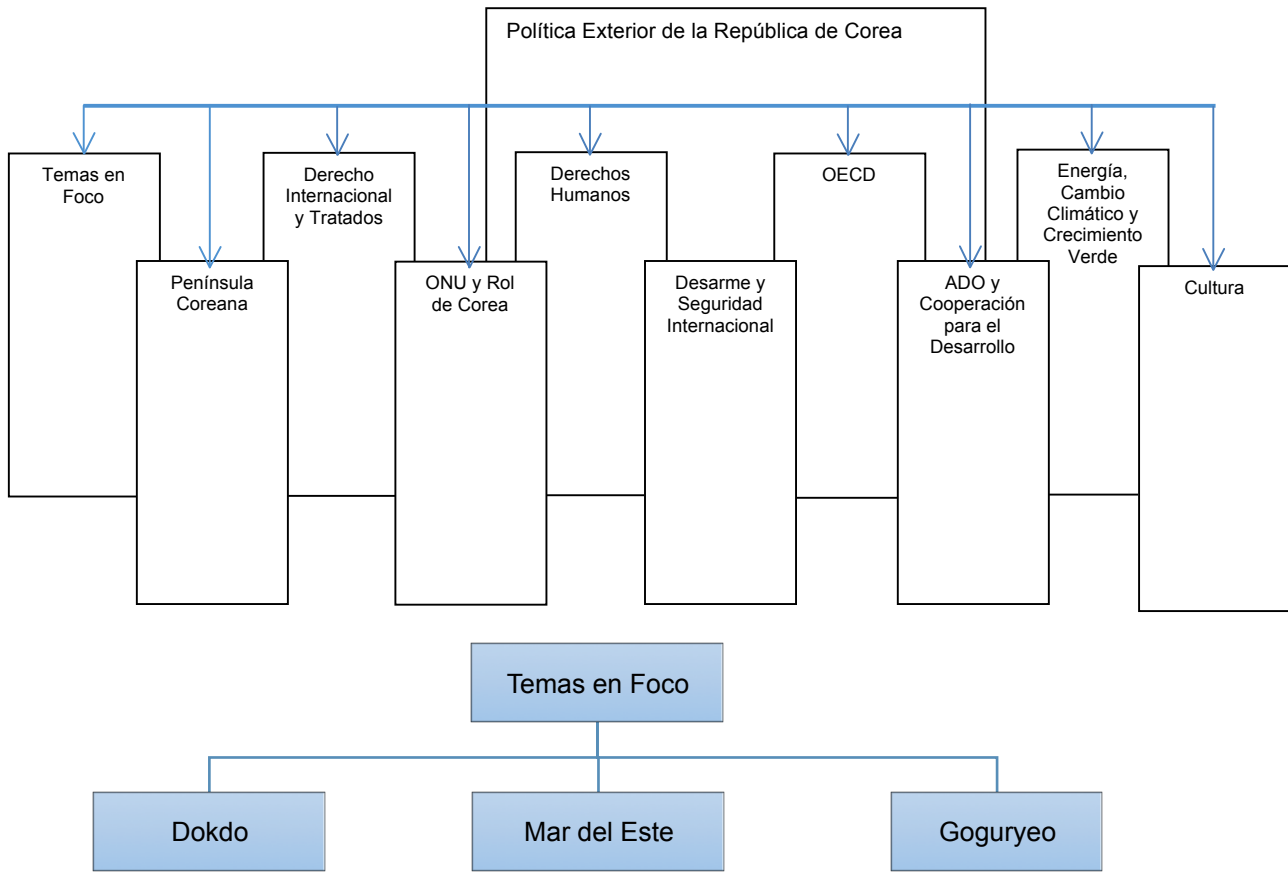 Política Exterior de la República de Corea
Temas en
Foco
Derecho
Internacional
y Tratados
Derechos
Humanos
OECD
Energía,
Cambio
Climático y
Crecimiento
Verde
Península
Coreana
ONU y Rol
de Corea
Desarme y
Seguridad
Internacional
ADO y
Cooperación
para el
Desarrollo
Cultura
Temas en Foco
Dokdo
Mar del Este
Goguryeo